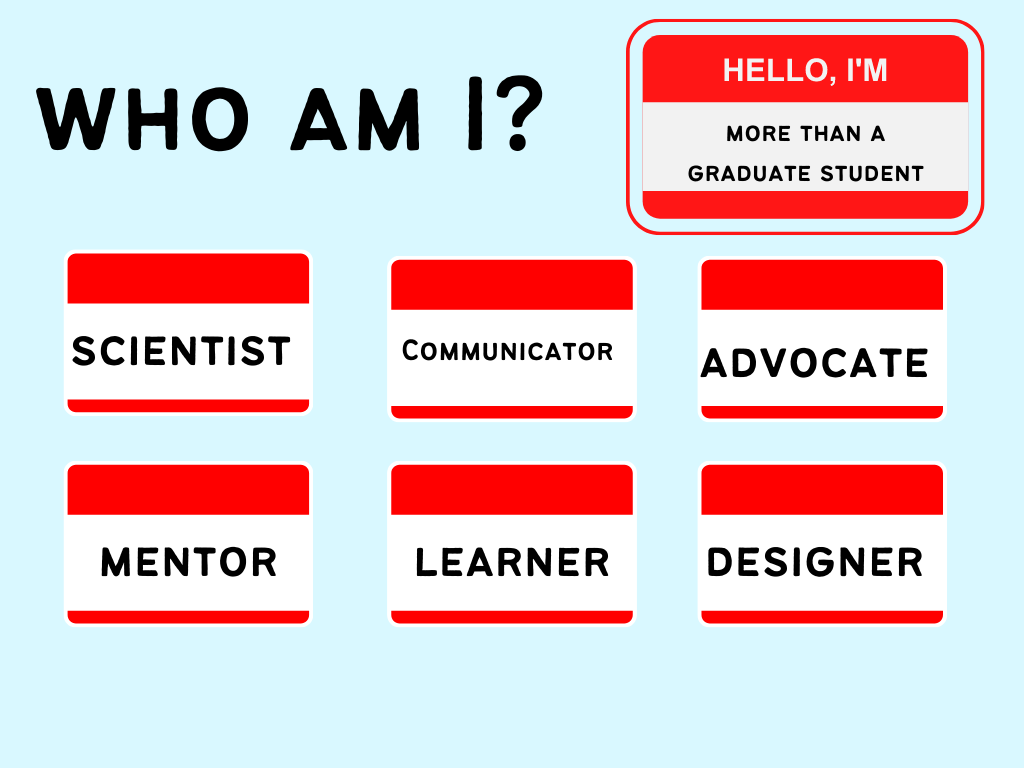 WHO AM I?
HELLO, I'M
MORE THAN A
GRADUATE STUDENT
SCIENTIST
COMMUNICATOR
ADVOCATE
MENTOR
LEARNER
DESIGNER